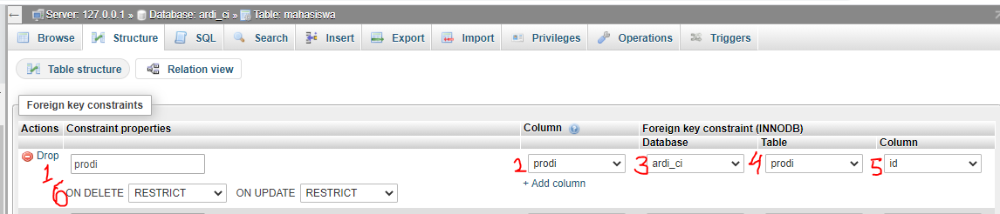 Server: 127.0.0.1 » Database: ardi_ci » Table: mahasiswa
Browse Structure SQL Search Insert Export Import Privileges Operations Triggers
Table structure Relation view
Foreign key constraints
Actions Constraint properties Column Foreign key constraint (INNODB)
Database Table Column
Drop prodi 2 prodi 3 ardi_ci 4 prodi 5 id
1
+ Add column
6 ON DELETE RESTRICT ON UPDATE RESTRICT